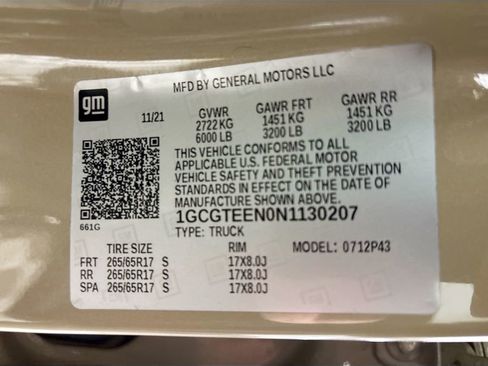 MFD BY GENERAL MOTORS LLC
gm
11/21 GVWR GAWR FRT GAWR RR
2722 KG 1451 KG 1451 KG
6000 LB 3200 LB 3200 LB
THIS VEHICLE CONFORMS TO ALL
APPLICABLE U.S. FEDERAL MOTOR
VEHICLE SAFETY AND THEFT PREVENTION
STANDARDS IN EFFECT ON THE DATE OF
MANUFACTURE SHOWN ABOVE.
1GCGTEEN0N1130207
661G TYPE: TRUCK
TIRE SIZE RIM MODEL: 0712P43
FRT 265/65R17 S 17X8.0J
RR 265/65R17 S 17X8.0J
SPA 265/65R17 S 17X8.0J